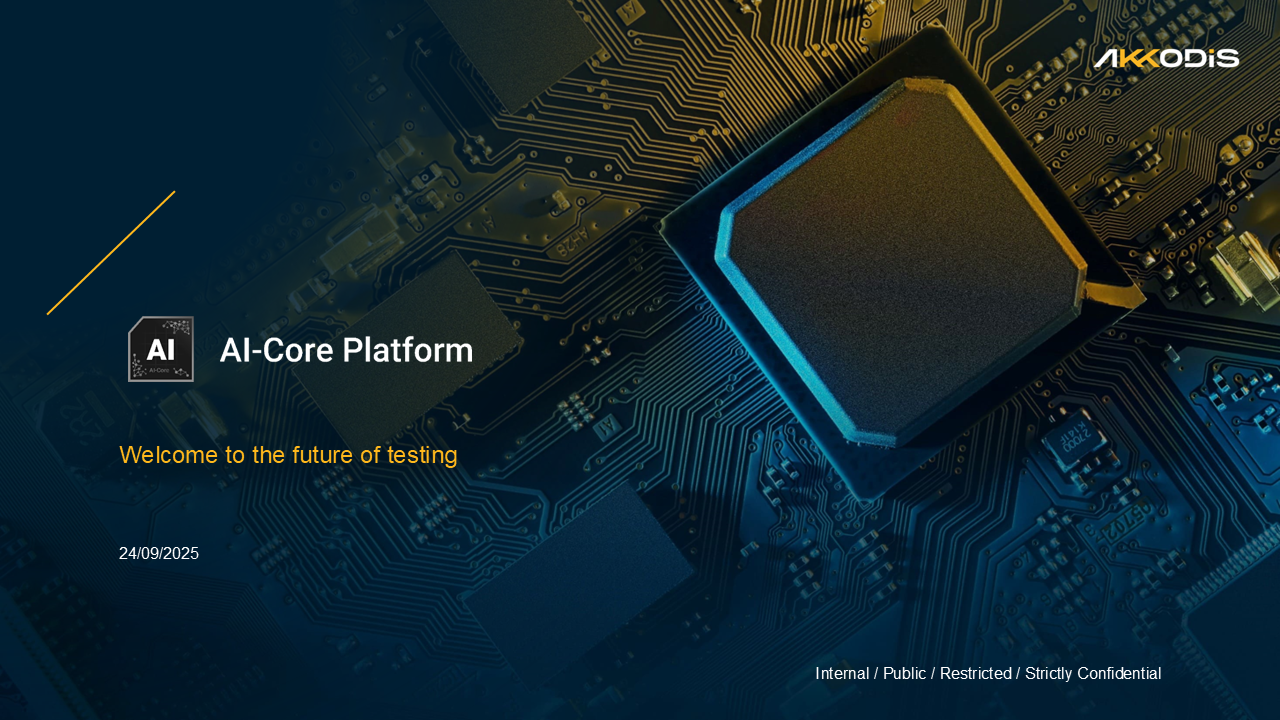 AKKODIS
AI
AI-Core
AI-Core Platform
Welcome to the future of testing
24/09/2025
Internal / Public / Restricted / Strictly Confidential